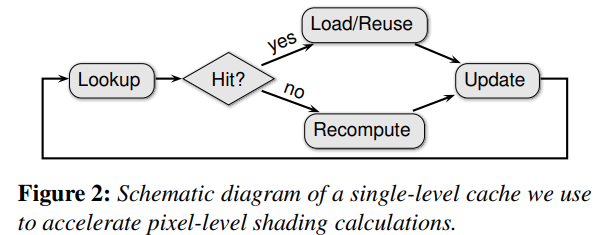 Load/Reuse
yes
Lookup
Hit?
Update
no
Recompute
Figure 2: Schematic diagram of a single-level cache we use
to accelerate pixel-level shading calculations.